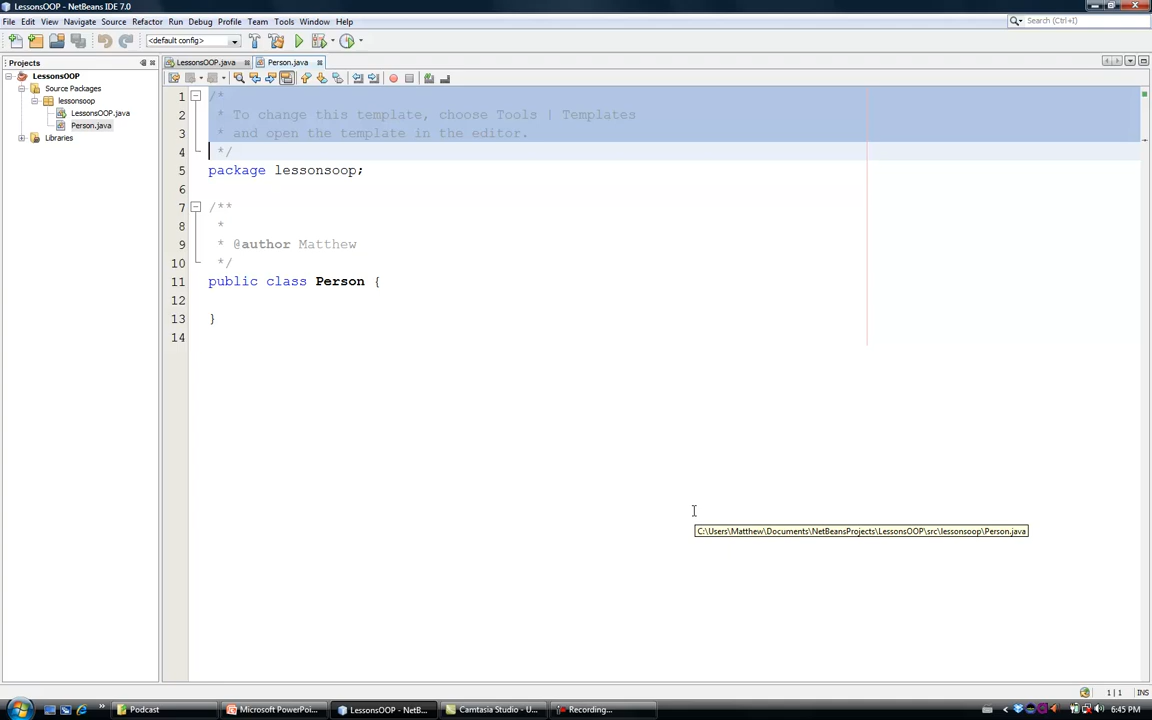 LessonsOOP - NetBeans IDE 7.0
File Edit View Navigate Source Refactor Run Debug Profile Team Tools Window Help
Search (Ctrl+I)
<default config>
Projects
LessonsOOP
Source Packages
lessonsoop
LessonsOOP.java
Person.java
Libraries
LessonsOOP.java Person.java
1 /*
2 * To change this template, choose Tools | Templates
3 * and open the template in the editor.
4 */
5 package lessonsoop;
6
7 /**
8 *
9 * @author Matthew
10 */
11 public class Person {
12
13 }
14
C:\Users\Matthew\Documents\NetBeansProjects\LessonsOOP\src\lessonsoop\Person.java
1|1 INS
Podcast Microsoft PowerPoi... LessonsOOP - NetB... Camtasia Studio - U... Recording... 6:45 PM